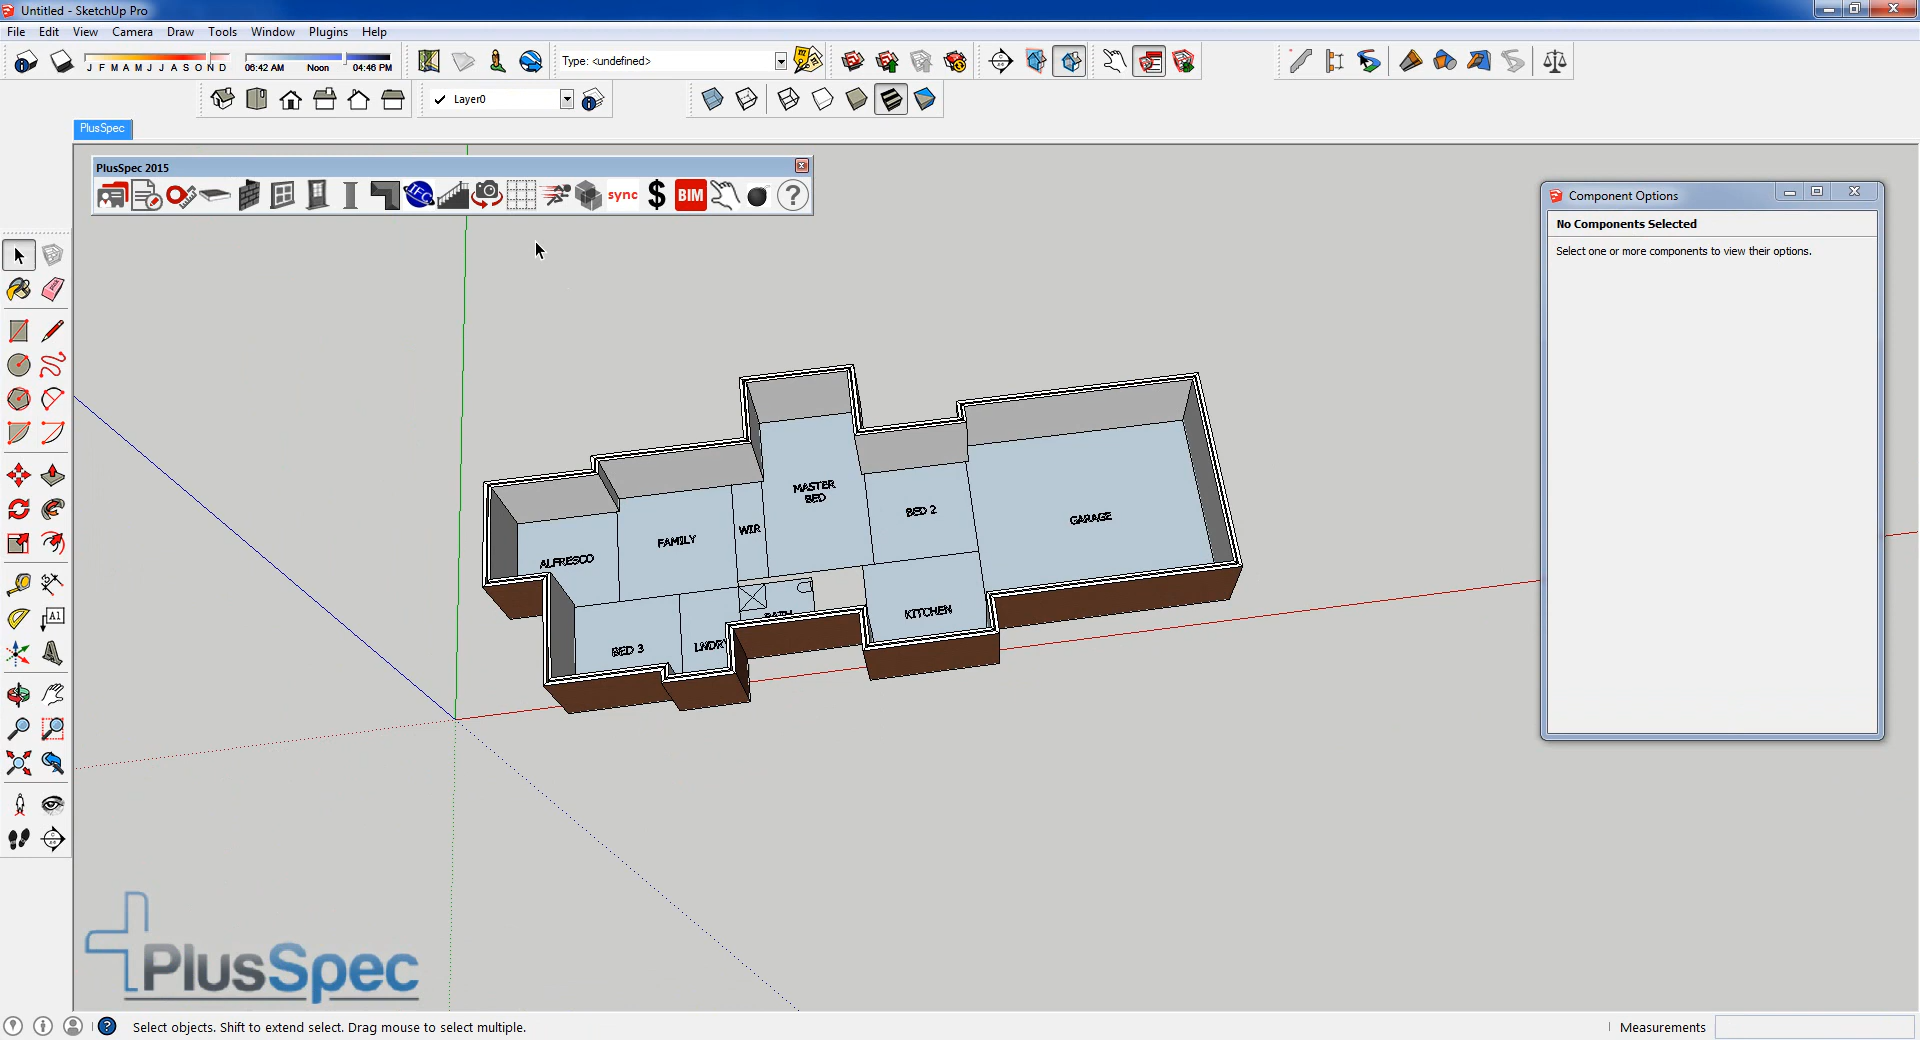 Untitled - SketchUp Pro
File Edit View Camera Draw Tools Window Plugins Help
J F M A M J J A S O N D
06:42 AM Noon 04:46 PM
Type: <undefined>
Layer0
PlusSpec
PlusSpec 2015
IFC
sync
$
BIM
?
Component Options
No Components Selected
Select one or more components to view their options.
MASTER
BED
BED 2
GARAGE
WIR
FAMILY
ALFRESCO
KITCHEN
BATH
LNDRY
BED 3
A1
PlusSpec
Select objects. Shift to extend select. Drag mouse to select multiple.
Measurements